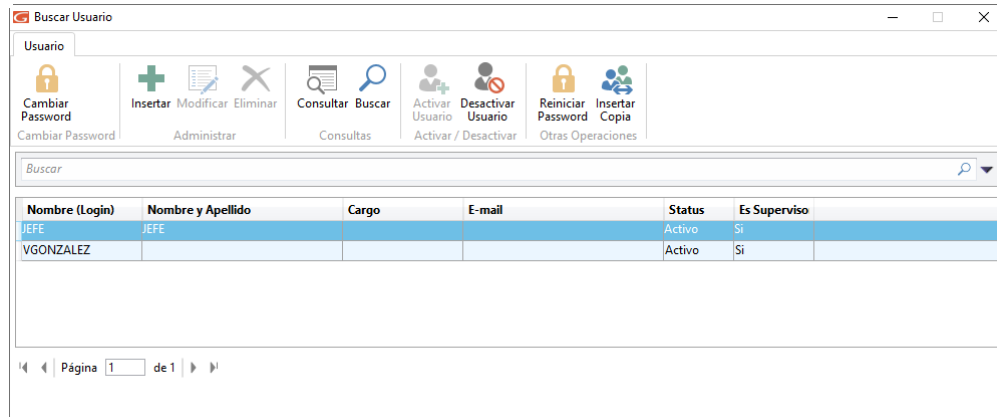 G Buscar Usuario
Usuario
Cambiar Password
Insertar Modificar Eliminar
Consultar Buscar
Activar Usuario Desactivar Usuario
Reiniciar Password Insertar Copia
Cambiar Password Administrar Consultas Activar / Desactivar Otras Operaciones
Buscar
Nombre (Login) Nombre y Apellido Cargo E-mail Status Es Superviso
JEFE JEFE Activo Si
VGONZALEZ Activo Si
Página 1 de 1